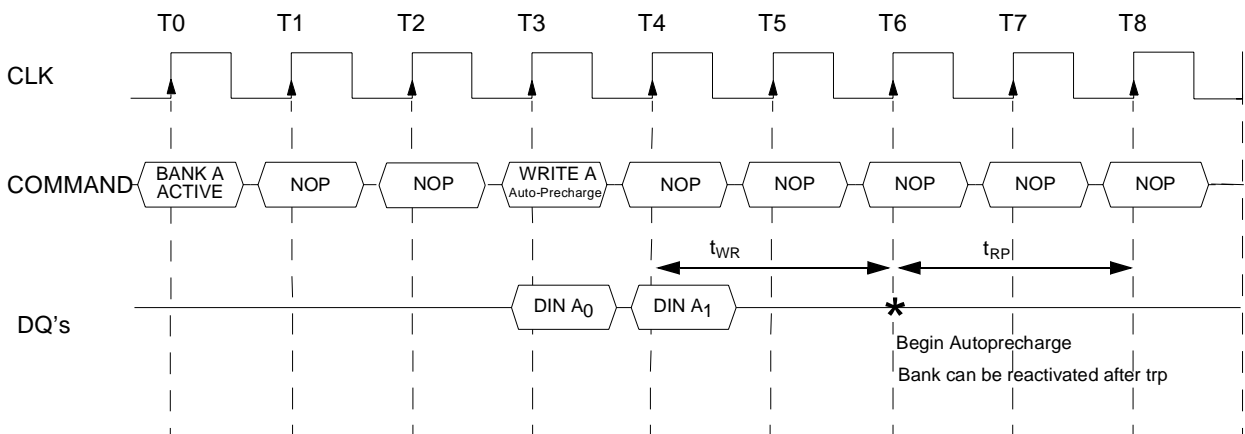 T0 T1 T2 T3 T4 T5 T6 T7 T8
CLK
COMMAND BANK A ACTIVE NOP NOP WRITE A Auto-Precharge NOP NOP NOP NOP NOP
tWR tRP
DQ's DIN A0 DIN A1 *
Begin Autoprecharge
Bank can be reactivated after trp